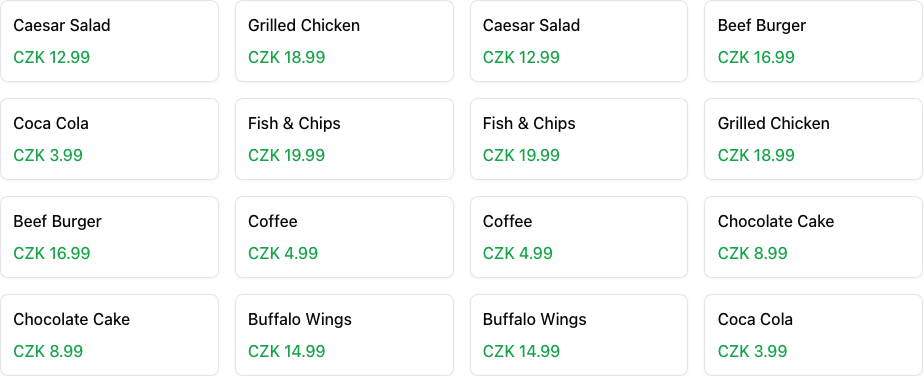 Caesar Salad
CZK 12.99
Grilled Chicken
CZK 18.99
Caesar Salad
CZK 12.99
Beef Burger
CZK 16.99
Coca Cola
CZK 3.99
Fish & Chips
CZK 19.99
Fish & Chips
CZK 19.99
Grilled Chicken
CZK 18.99
Beef Burger
CZK 16.99
Coffee
CZK 4.99
Coffee
CZK 4.99
Chocolate Cake
CZK 8.99
Chocolate Cake
CZK 8.99
Buffalo Wings
CZK 14.99
Buffalo Wings
CZK 14.99
Coca Cola
CZK 3.99